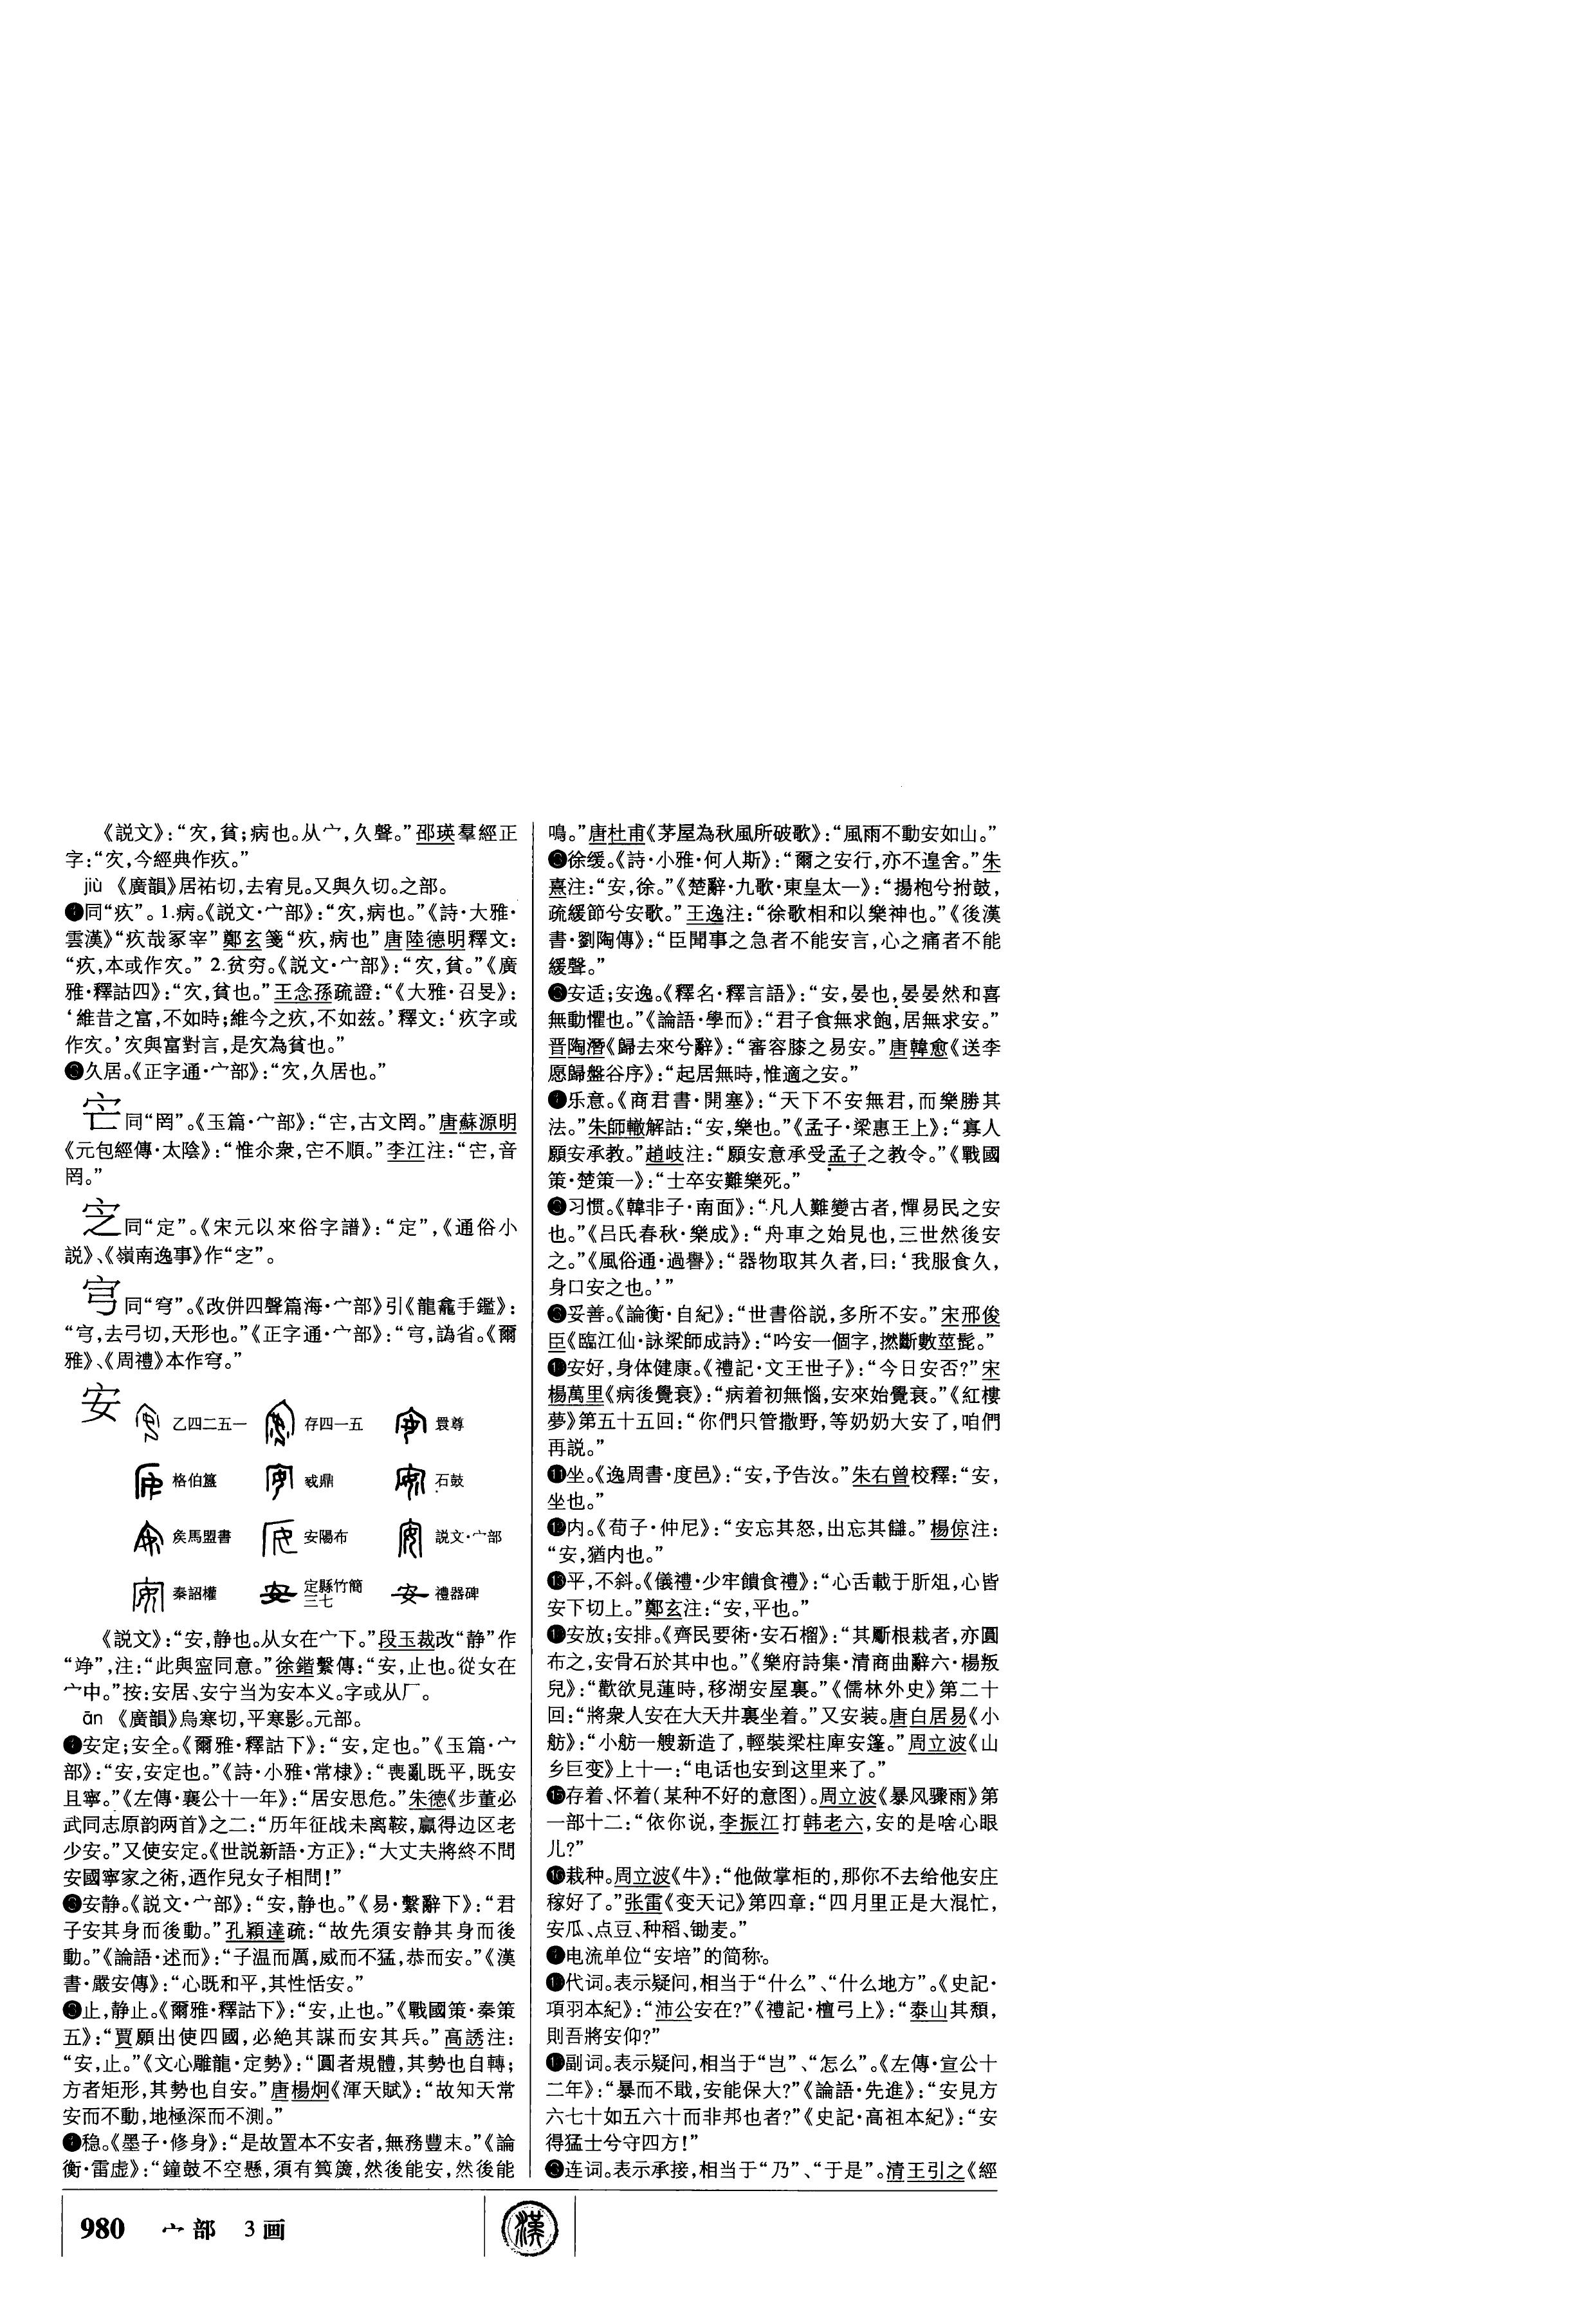 《説文》：“㝌，貧；病也。从宀，久聲。”邵瑛羣經正
字：“㝌，今經典作疚。”
jiù 《廣韻》居祐切，去宥見。又舉久切。之部。
❶同“疚”。1.病。《説文·宀部》：“㝌，病也。”《詩·大雅·
雲漢》“疚哉冢宰”鄭玄箋“疚，病也”唐陸德明釋文：
“疚，本或作㝌。” 2.贫穷。《説文·宀部》：“㝌，貧。”《廣
雅·釋詁四》：“㝌，貧也。”王念孫疏證：“《大雅·召旻》：
‘維昔之富，不如時；維今之疚，不如兹。’釋文：‘疚字或
作㝌。’㝌與富對言，是㝌為貧也。”
❷久居。《正字通·宀部》：“㝌，久居也。”
㝉同“罔”。《玉篇·宀部》：“㝉，古文罔。”唐蘇源明
《元包經傳·太陰》：“惟尒衆，㝉不順。”李江注：“㝉，音
罔。”
㝎同“定”。《宋元以來俗字譜》：“定”，《通俗小
説》、《嶺南逸事》作“㝎”。
同“穹”。《改併四聲篇海·宀部》引《龍龕手鑑》：
“，去弓切，天形也。”《正字通·宀部》：“，譌省。《爾
雅》、《周禮》本作穹。”
安 乙四二五一 存四一五 睘尊
格伯簋 㦰鼎 石鼓
矦馬盟書 安陽布 説文·宀部
秦詔權 定縣竹簡三七 禮器碑
《説文》：“安，静也。从女在宀下。”段玉裁改“静”作
“竫”，注：“此與寍同意。”徐鍇繫傳：“安，止也。從女在
宀中。”按：安居、安宁当为安本义。字或从厂。
ān 《廣韻》烏寒切，平寒影。元部。
❶安定；安全。《爾雅·釋詁下》：“安，定也。”《玉篇·宀
部》：“安，安定也。”《詩·小雅·常棣》：“喪亂既平，既安
且寧。”《左傳·襄公十一年》：“居安思危。”朱德《步董必
武同志原韵两首》之二：“历年征战未离鞍，赢得边区老
少安。”又使安定。《世説新語·方正》：“大丈夫將終不問
安國寧家之術，迺作兒女子相問！”
❷安静。《説文·宀部》：“安，静也。”《易·繫辭下》：“君
子安其身而後動。”孔穎達疏：“故先須安静其身而後
動。”《論語·述而》：“子温而厲，威而不猛，恭而安。”《漢
書·嚴安傳》：“心既和平，其性恬安。”
❸止，静止。《爾雅·釋詁下》：“安，止也。”《戰國策·秦策
五》：“賈願出使四國，必絶其謀而安其兵。”高誘注：
“安，止。”《文心雕龍·定勢》：“圓者規體，其勢也自轉；
方者矩形，其勢也自安。”唐楊炯《渾天賦》：“故知天常
安而不動，地極深而不測。”
❹稳。《墨子·修身》：“是故置本不安者，無務豐末。”《論
衡·雷虚》：“鐘鼓不空懸，須有筭簴，然後能安，然後能
鳴。”唐杜甫《茅屋為秋風所破歌》：“風雨不動安如山。”
❺徐缓。《詩·小雅·何人斯》：“爾之安行，亦不遑舍。”朱
熹注：“安，徐。”《楚辭·九歌·東皇太一》：“揚枹兮拊鼓，
疏緩節兮安歌。”王逸注：“徐歌相和以樂神也。”《後漢
書·劉陶傳》：“臣聞事之急者不能安言，心之痛者不能
緩聲。”
❻安适；安逸。《釋名·釋言語》：“安，晏也，晏晏然和喜
無動懼也。”《論語·學而》：“君子食無求飽，居無求安。”
晋陶潛《歸去來兮辭》：“審容膝之易安。”唐韓愈《送李
愿歸盤谷序》：“起居無時，惟適之安。”
❼乐意。《商君書·開塞》：“天下不安無君，而樂勝其
法。”朱師轍解詁：“安，樂也。”《孟子·梁惠王上》：“寡人
願安承教。”趙岐注：“願安意承受孟子之教令。”《戰國
策·楚策一》：“士卒安難樂死。”
❽习惯。《韓非子·南面》：“凡人難變古者，憚易民之安
也。”《吕氏春秋·樂成》：“舟車之始見也，三世然後安
之。”《風俗通·過譽》：“器物取其久者，曰：‘我服食久，
身口安之也。’”
❾妥善。《論衡·自紀》：“世書俗説，多所不安。”宋邢俊
臣《臨江仙·詠梁師成詩》：“吟安一個字，撚斷數莖髭。”
❿安好，身体健康。《禮記·文王世子》：“今日安否？”宋
楊萬里《病後覺衰》：“病着初無惱，安來始覺衰。”《紅樓
夢》第五十五回：“你們只管撒野，等奶奶大安了，咱們
再説。”
⓫坐。《逸周書·度邑》：“安，予告汝。”朱右曾校釋：“安，
坐也。”
⓬内。《荀子·仲尼》：“安忘其怒，出忘其讎。”楊倞注：
“安，猶内也。”
⓭平，不斜。《儀禮·少牢饋食禮》：“心舌載于肵俎，心皆
安下切上。”鄭玄注：“安，平也。”
⓮安放；安排。《齊民要術·安石榴》：“其斸根栽者，亦圓
布之，安骨石於其中也。”《樂府詩集·清商曲辭六·楊叛
兒》：“歡欲見蓮時，移湖安屋裏。”《儒林外史》第二十
回：“將衆人安在大天井裏坐着。”又安装。唐白居易《小
舫》：“小舫一艘新造了，輕裝梁柱庳安篷。”周立波《山
乡巨变》上十一：“电话也安到这里来了。”
⓯存着、怀着（某种不好的意图）。周立波《暴风骤雨》第
一部十二：“依你说，李振江打韩老六，安的是啥心眼
儿？”
⓰栽种。周立波《牛》：“他做掌柜的，那你不去给他安庄
稼好了。”张雷《变天记》第四章：“四月里正是大混忙，
安瓜、点豆、种稻、锄麦。”
⓱电流单位“安培”的简称。
⓲代词。表示疑问，相当于“什么”、“什么地方”。《史記·
項羽本紀》：“沛公安在？”《禮記·檀弓上》：“泰山其頹，
則吾將安仰？”
⓳副词。表示疑问，相当于“岂”、“怎么”。《左傳·宣公十
二年》：“暴而不戢，安能保大？”《論語·先進》：“安見方
六七十如五六十而非邦也者？”《史記·高祖本紀》：“安
得猛士兮守四方！”
⓴连词。表示承接，相当于“乃”、“于是”。清王引之《經
980 宀部 3画
漢